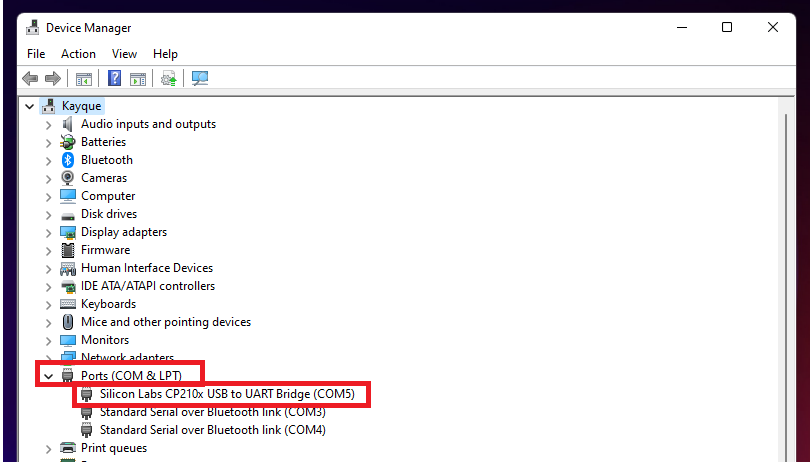 Device Manager
File Action View Help
Kayque
Audio inputs and outputs
Batteries
Bluetooth
Cameras
Computer
Disk drives
Display adapters
Firmware
Human Interface Devices
IDE ATA/ATAPI controllers
Keyboards
Mice and other pointing devices
Monitors
Network adapters
Ports (COM & LPT)
Silicon Labs CP210x USB to UART Bridge (COM5)
Standard Serial over Bluetooth link (COM3)
Standard Serial over Bluetooth link (COM4)
Print queues